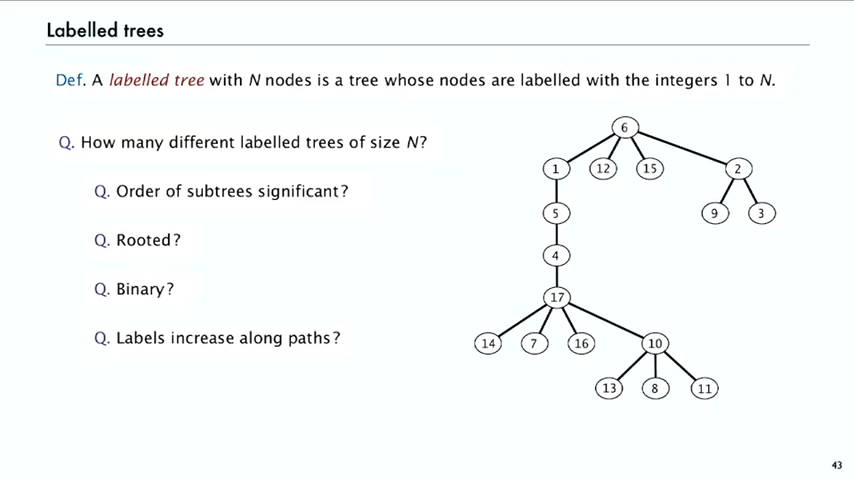 Labelled trees
Def. A labelled tree with N nodes is a tree whose nodes are labelled with the integers 1 to N.
Q. How many different labelled trees of size N?
Q. Order of subtrees significant?
Q. Rooted?
Q. Binary?
Q. Labels increase along paths?
6
1 12 15 2
5 9 3
4
17
14 7 16 10
13 8 11
43